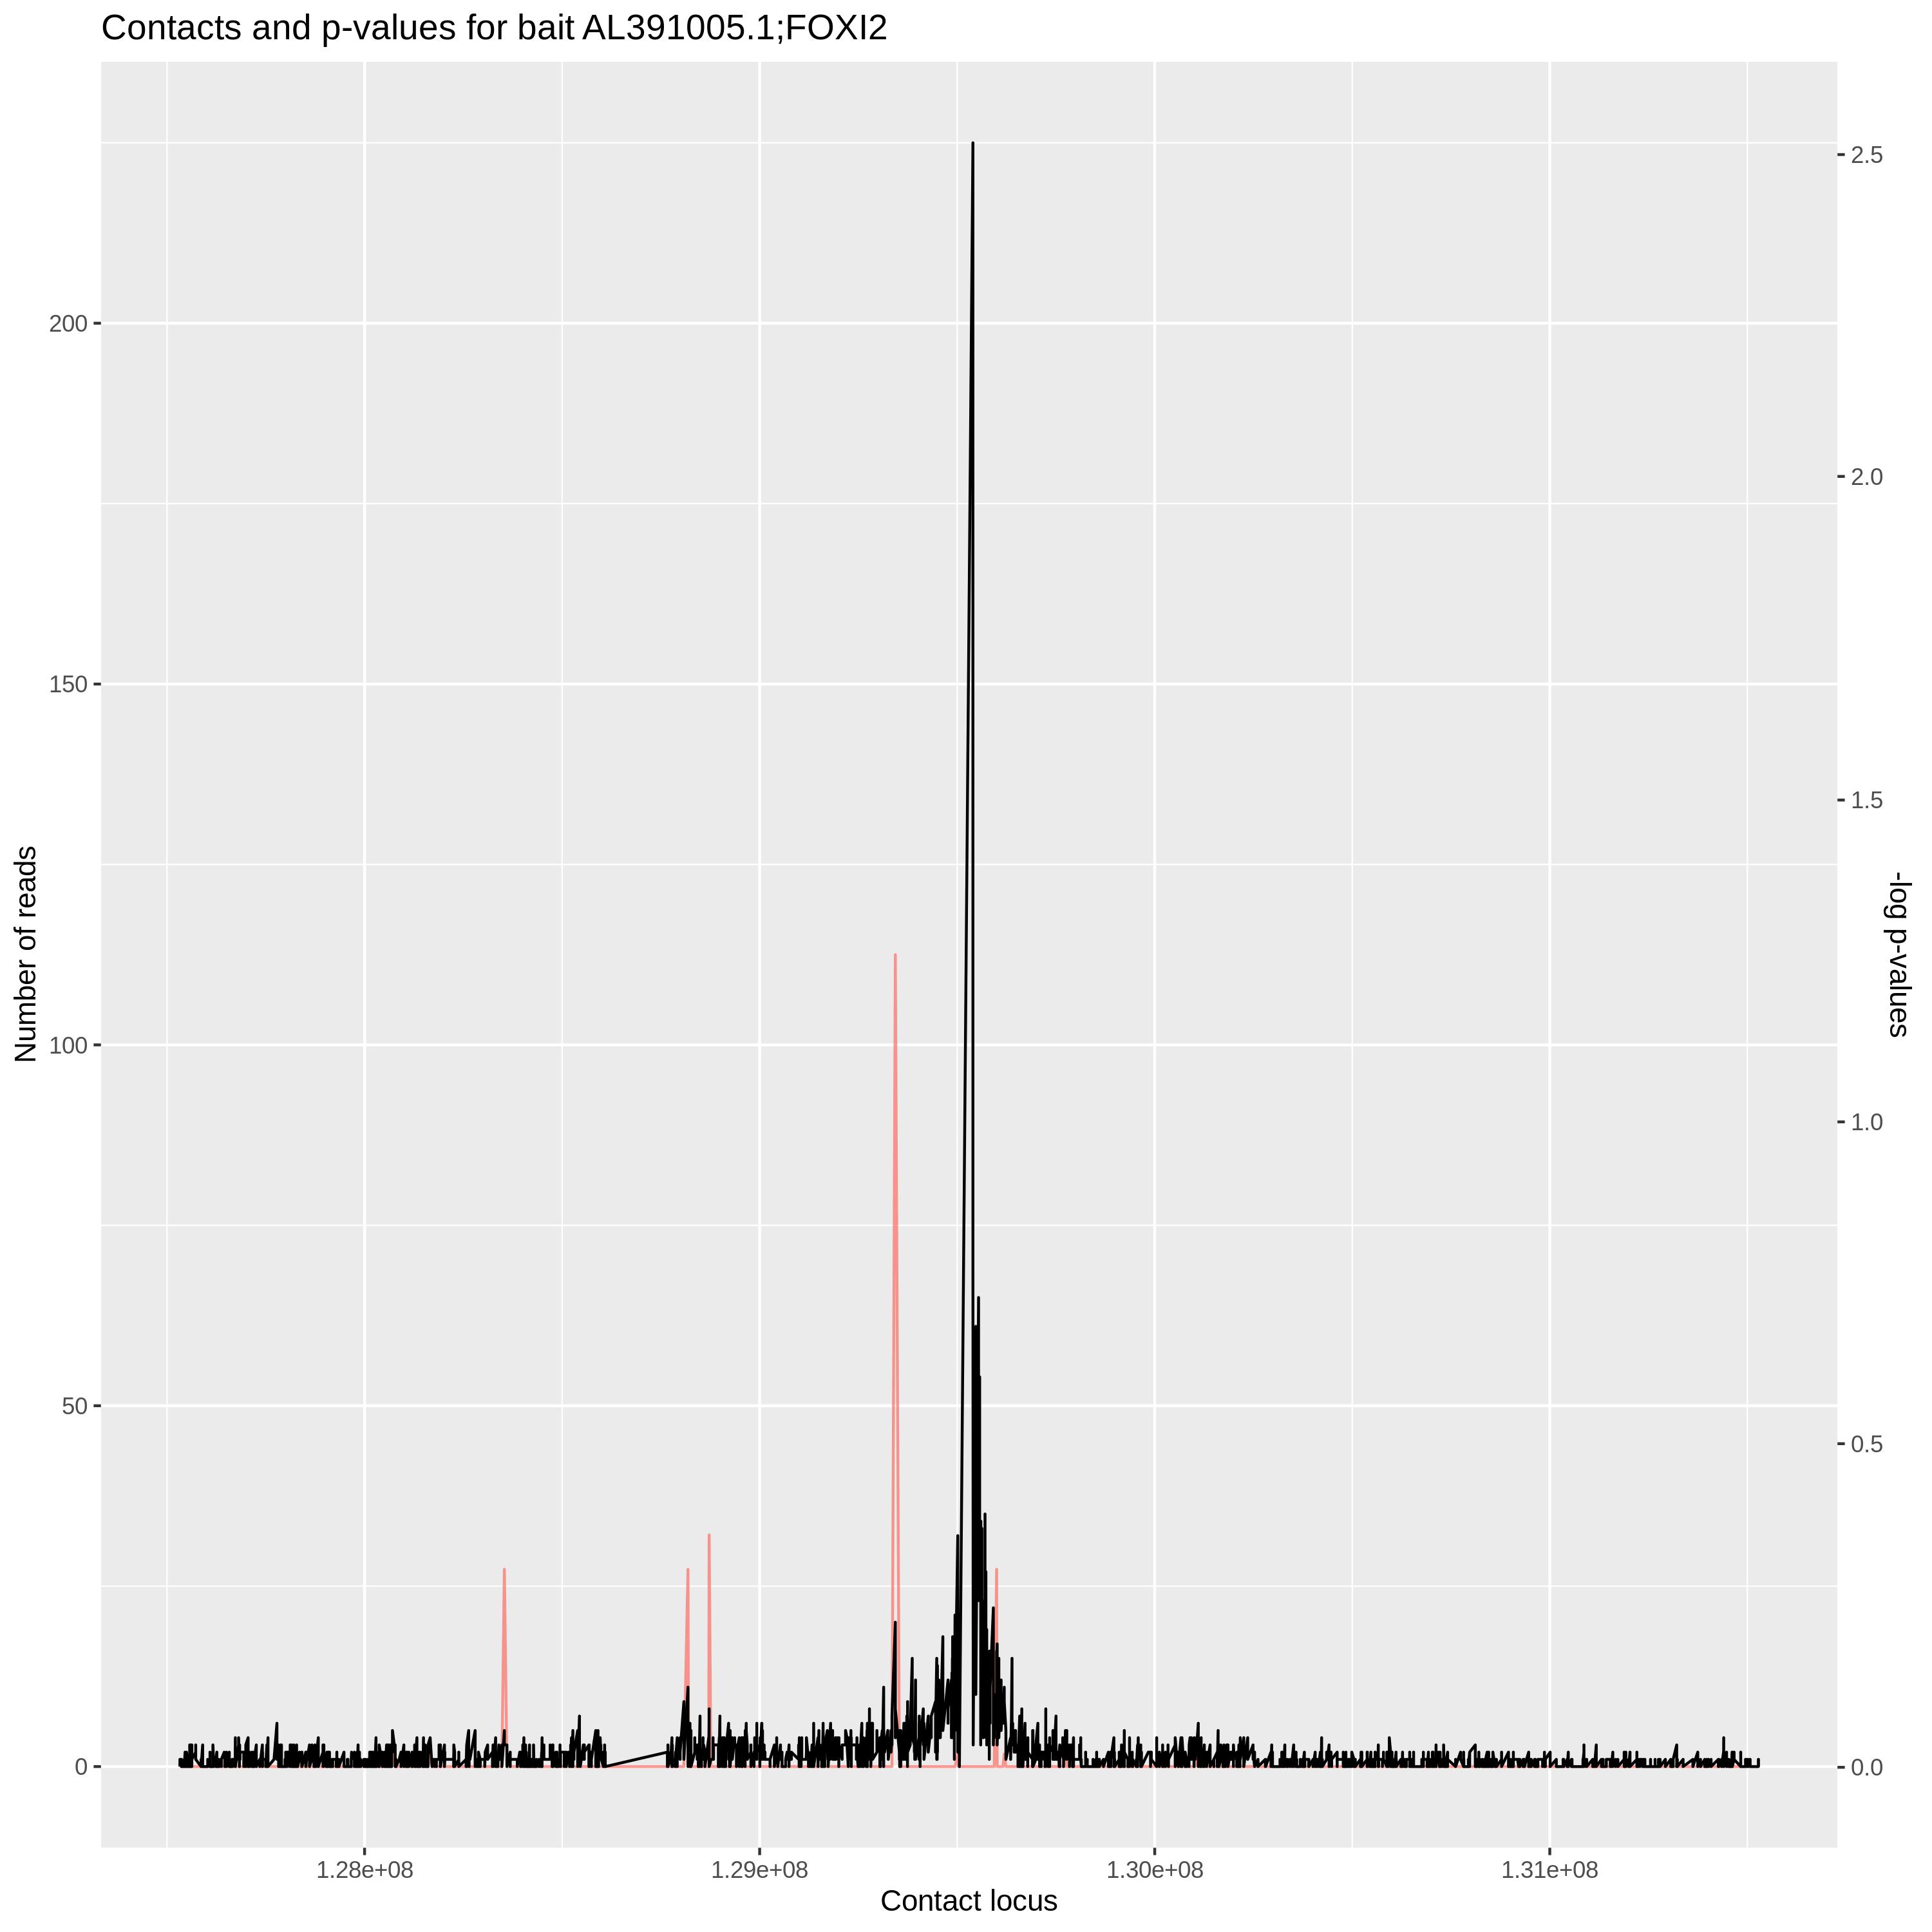 Contacts and p-values for bait AL391005.1;FOXI2
Number of reads
200
150
100
50
0
2.5
2.0
1.5
1.0
0.5
0.0
-log p-values
1.28e+08
1.29e+08
1.30e+08
1.31e+08
Contact locus